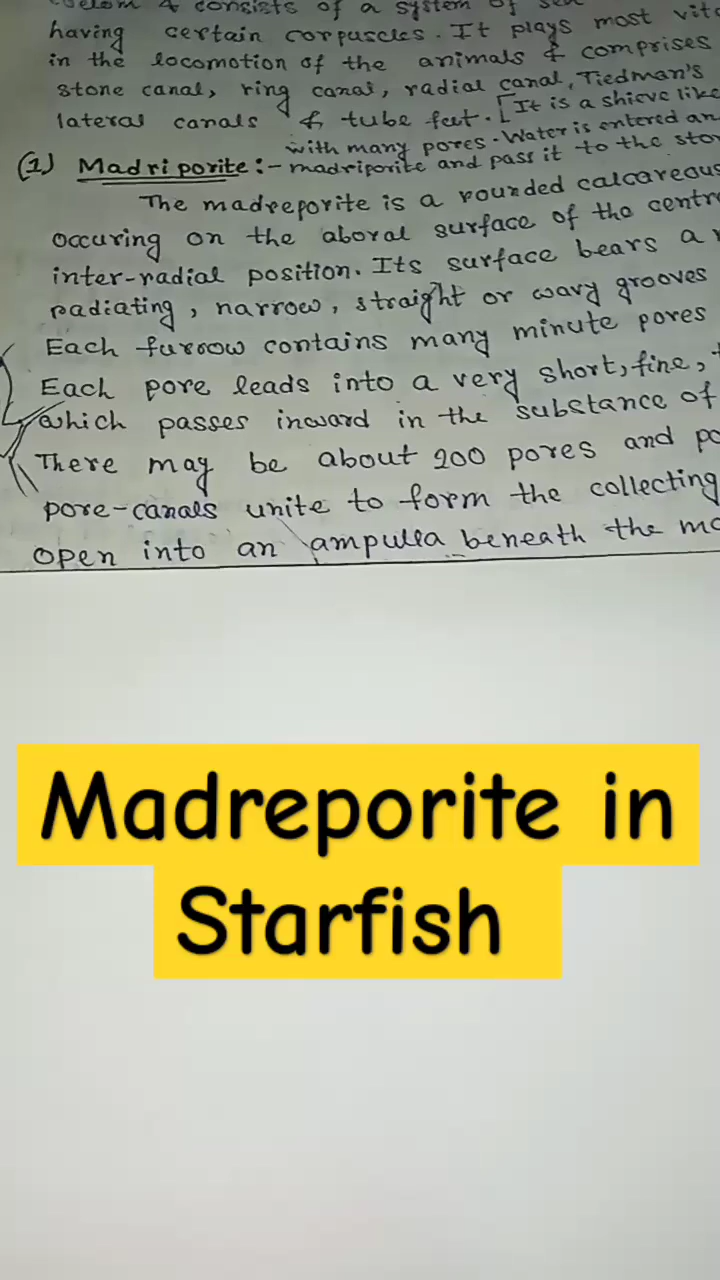 & consists of a system of
having certain corpuscles. It plays most
in the locomotion of the animals & comprises
stone canal, ring canal, radial canal, Tiedman's
lateral canals & tube feet. [It is a shieve like
with many pores. Water is entered
(1) Madriporite:- madriporite and pass it to the
The madreporite is a rounded calcareous
occuring on the aboral surface of the
inter-radial position. Its surface bears a
radiating, narrow, straight or wavy grooves
Each furrow contains many minute pores
Each pore leads into a very short, fine,
which passes inward in the substance of
There may be about 200 pores and
pore-canals unite to form the collecting
open into an ampulla beneath the
Madreporite in
Starfish